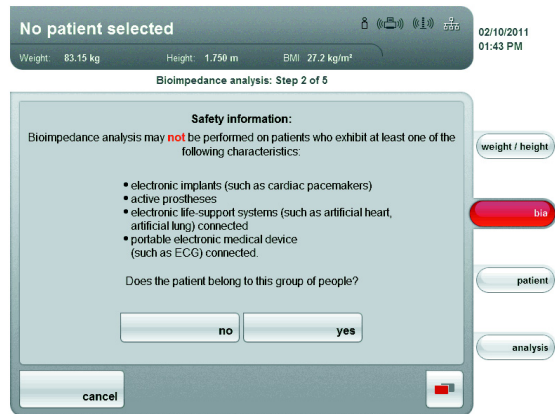 No patient selected
02/10/2011
01:43 PM
Weight: 83.15 kg Height: 1.750 m BMI 27.2 kg/m²
Bioimpedance analysis: Step 2 of 5
Safety information:
Bioimpedance analysis may not be performed on patients who exhibit at least one of the
following characteristics:
• electronic implants (such as cardiac pacemakers)
• active prostheses
• electronic life-support systems (such as artificial heart,
artificial lung) connected
• portable electronic medical device
(such as ECG) connected.
Does the patient belong to this group of people?
no yes
cancel
weight / height
bia
patient
analysis